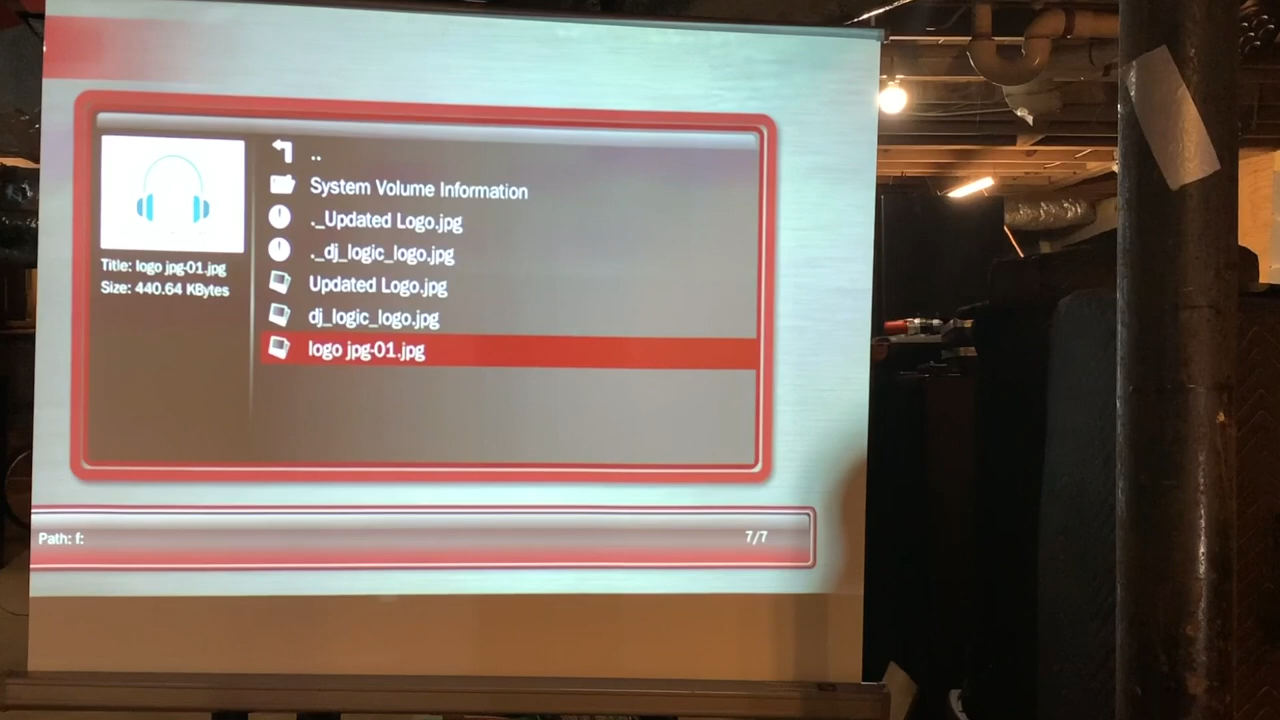 ..
System Volume Information
._Updated Logo.jpg
._dj_logic_logo.jpg
Updated Logo.jpg
dj_logic_logo.jpg
logo jpg-01.jpg
Title: logo jpg-01.jpg
Size: 440.64 KBytes
Path: f:
7/7